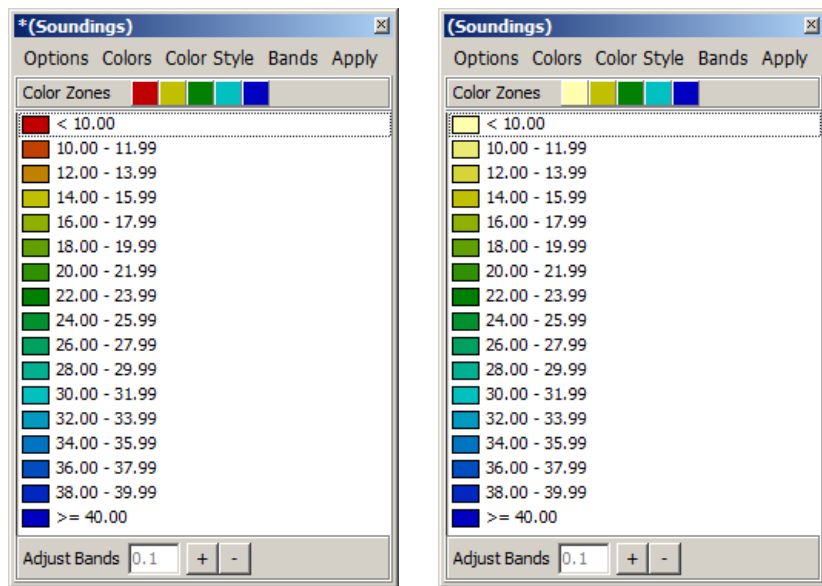 *(Soundings)
Options Colors Color Style Bands Apply
Color Zones
< 10.00
10.00 - 11.99
12.00 - 13.99
14.00 - 15.99
16.00 - 17.99
18.00 - 19.99
20.00 - 21.99
22.00 - 23.99
24.00 - 25.99
26.00 - 27.99
28.00 - 29.99
30.00 - 31.99
32.00 - 33.99
34.00 - 35.99
36.00 - 37.99
38.00 - 39.99
>= 40.00
Adjust Bands 0.1 + -
(Soundings)
Options Colors Color Style Bands Apply
Color Zones
< 10.00
10.00 - 11.99
12.00 - 13.99
14.00 - 15.99
16.00 - 17.99
18.00 - 19.99
20.00 - 21.99
22.00 - 23.99
24.00 - 25.99
26.00 - 27.99
28.00 - 29.99
30.00 - 31.99
32.00 - 33.99
34.00 - 35.99
36.00 - 37.99
38.00 - 39.99
>= 40.00
Adjust Bands 0.1 + -